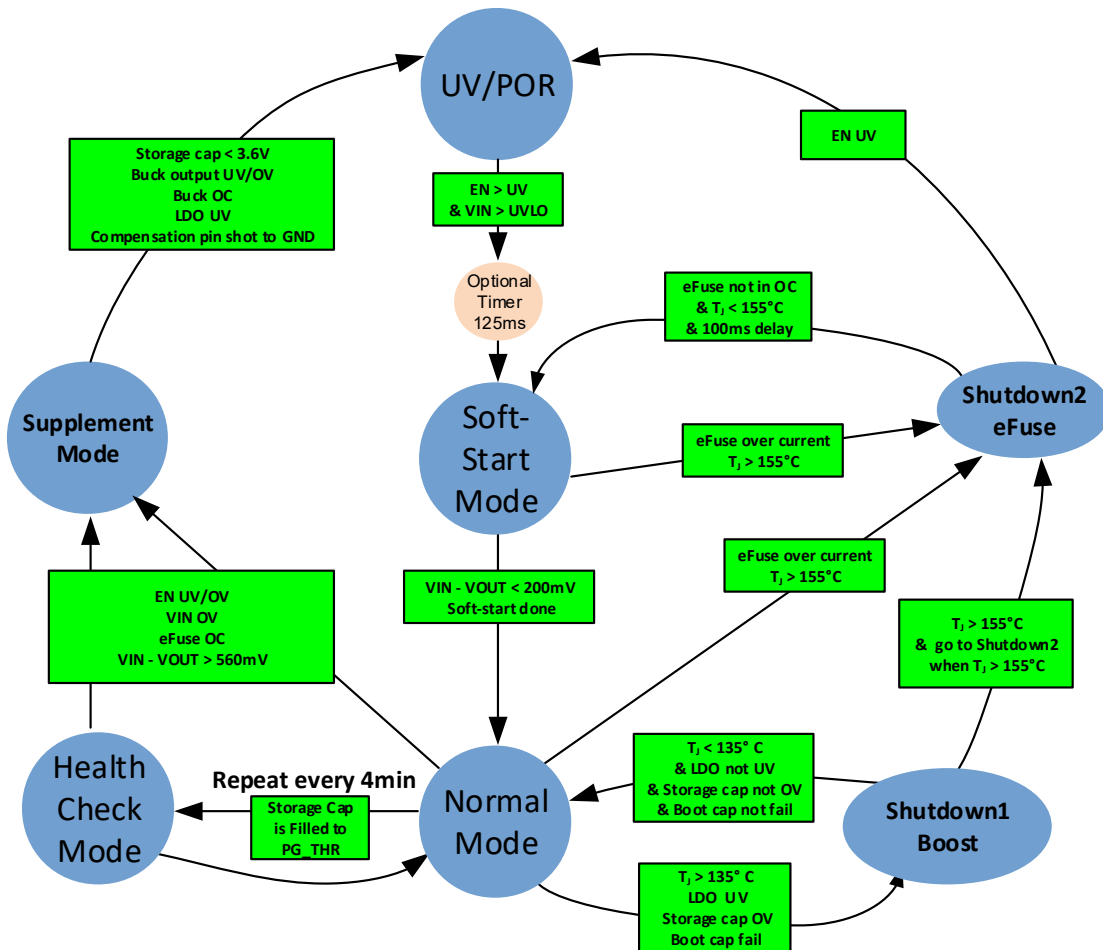 UV/POR
Storage cap < 3.6V
Buck output UV/OV
Buck OC
LDO UV
Compensation pin shot to GND
EN UV
EN > UV
& VIN > UVLO
Optional
Timer
125ms
eFuse not in OC
& TJ < 155°C
& 100ms delay
Supplement
Mode
Soft-
Start
Mode
Shutdown2
eFuse
eFuse over current
TJ > 155°C
eFuse over current
TJ > 155°C
VIN - VOUT < 200mV
Soft-start done
EN UV/OV
VIN OV
eFuse OC
VIN - VOUT > 560mV
TJ > 155°C
& go to Shutdown2
when TJ > 155°C
Health
Check
Mode
Repeat every 4min
Storage Cap
is Filled to
PG_THR
Normal
Mode
TJ < 135° C
& LDO not UV
& Storage cap not OV
& Boot cap not fail
Shutdown1
Boost
TJ > 135° C
LDO UV
Storage cap OV
Boot cap fail